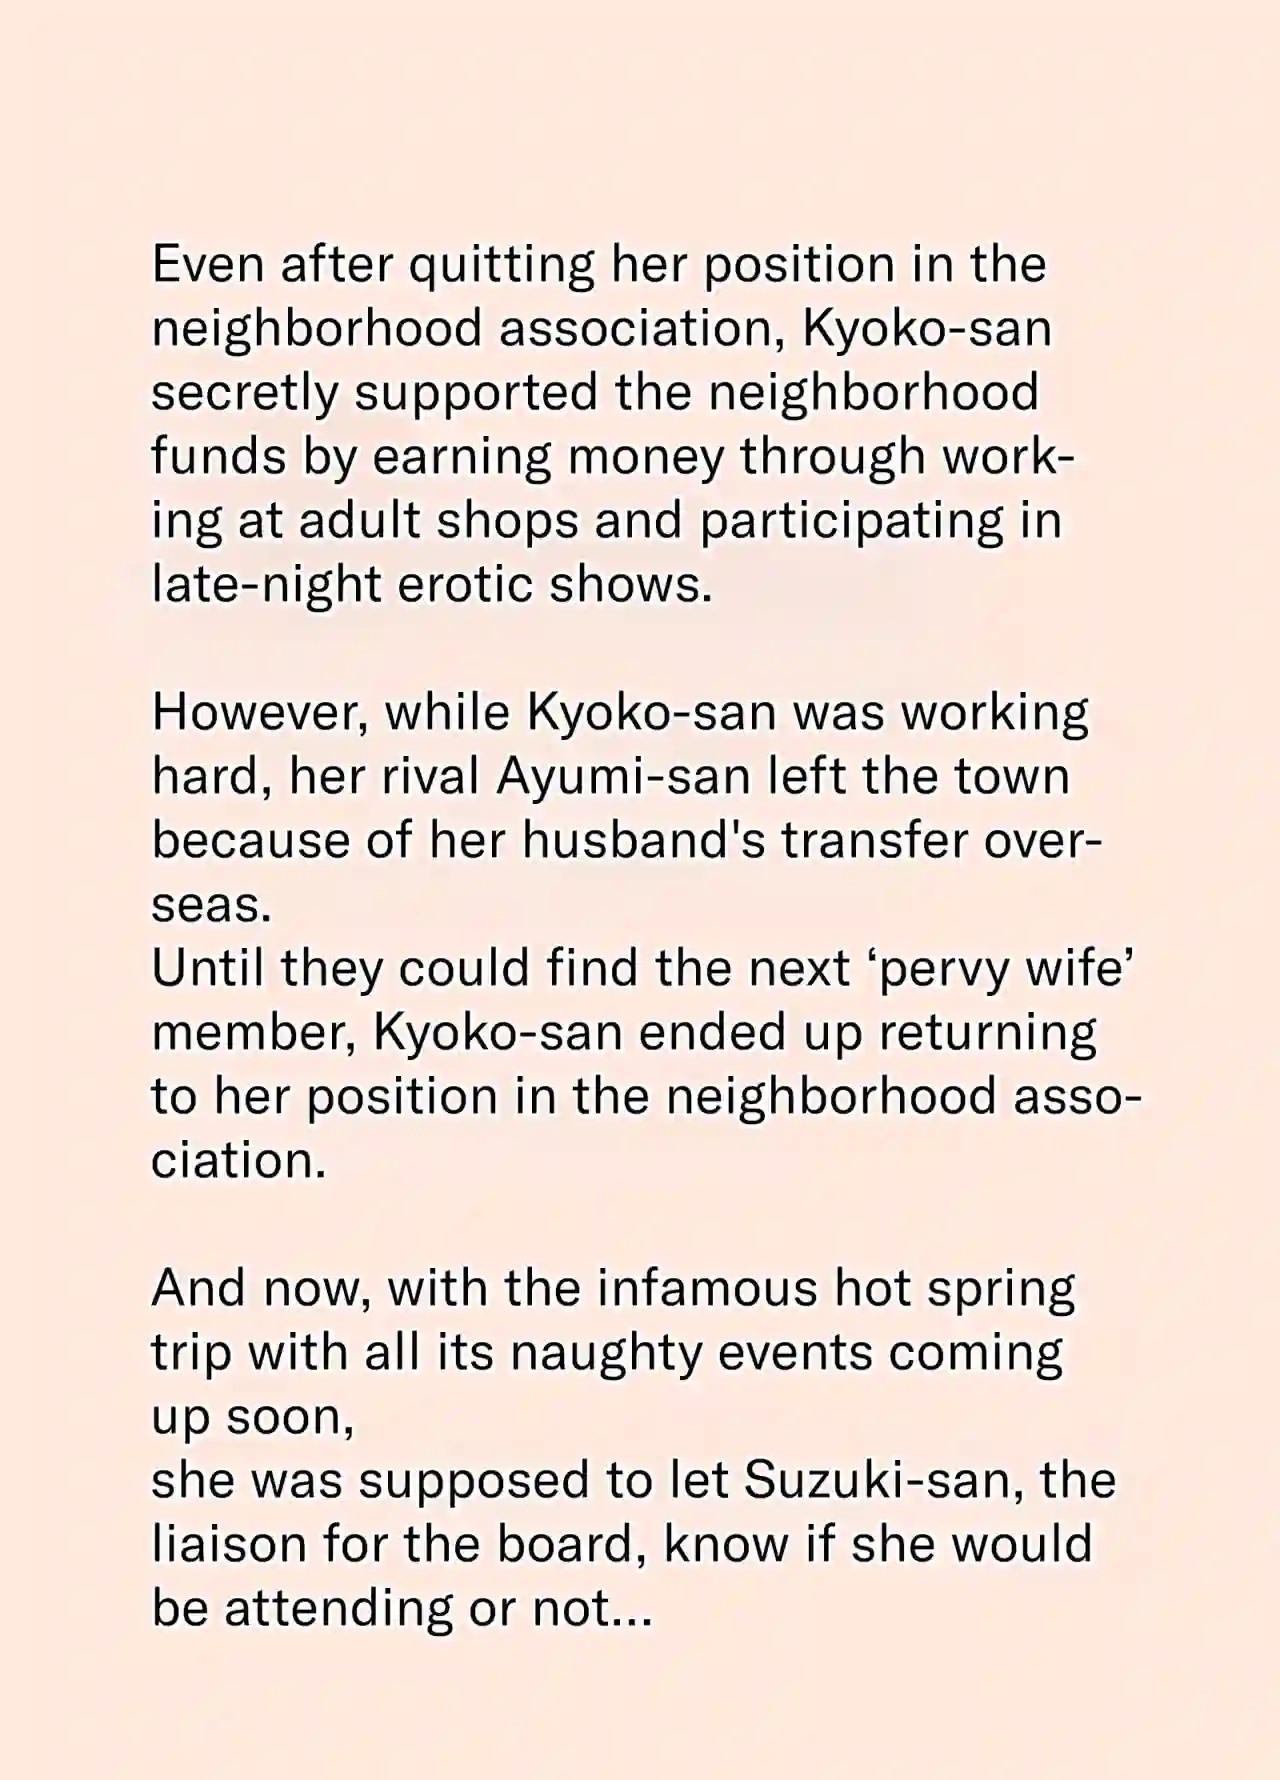 Even after quitting her position in the
neighborhood association, Kyoko-san
secretly supported the neighborhood
funds by earning money through work-
ing at adult shops and participating in
late-night erotic shows.
However, while Kyoko-san was working
hard, her rival Ayumi-san left the town
because of her husband's transfer over-
seas.
Until they could find the next ‘pervy wife’
member, Kyoko-san ended up returning
to her position in the neighborhood asso-
ciation.
And now, with the infamous hot spring
trip with all its naughty events coming
up soon,
she was supposed to let Suzuki-san, the
liaison for the board, know if she would
be attending or not...